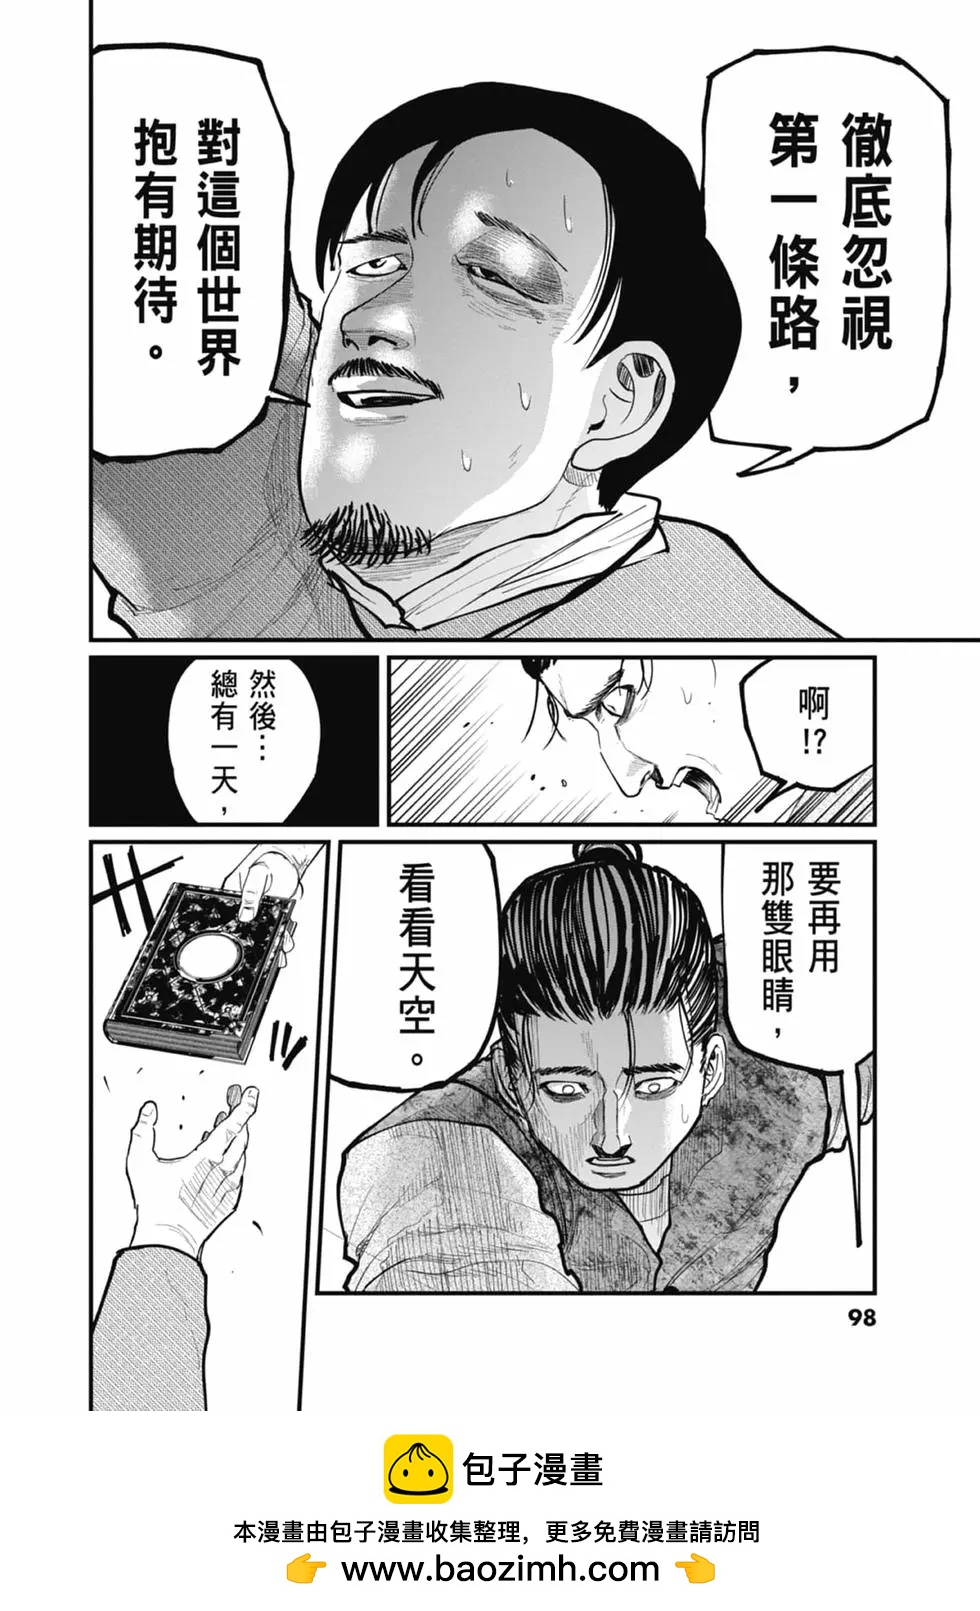 徹底忽視
第一條路，
對這個世界
抱有期待。
啊!?
然後…
總有一天，
要再用
那雙眼睛，
看看天空。
98
包子漫畫
本漫畫由包子漫畫收集整理，更多免費漫畫請訪問
👉 www.baozimh.com 👈